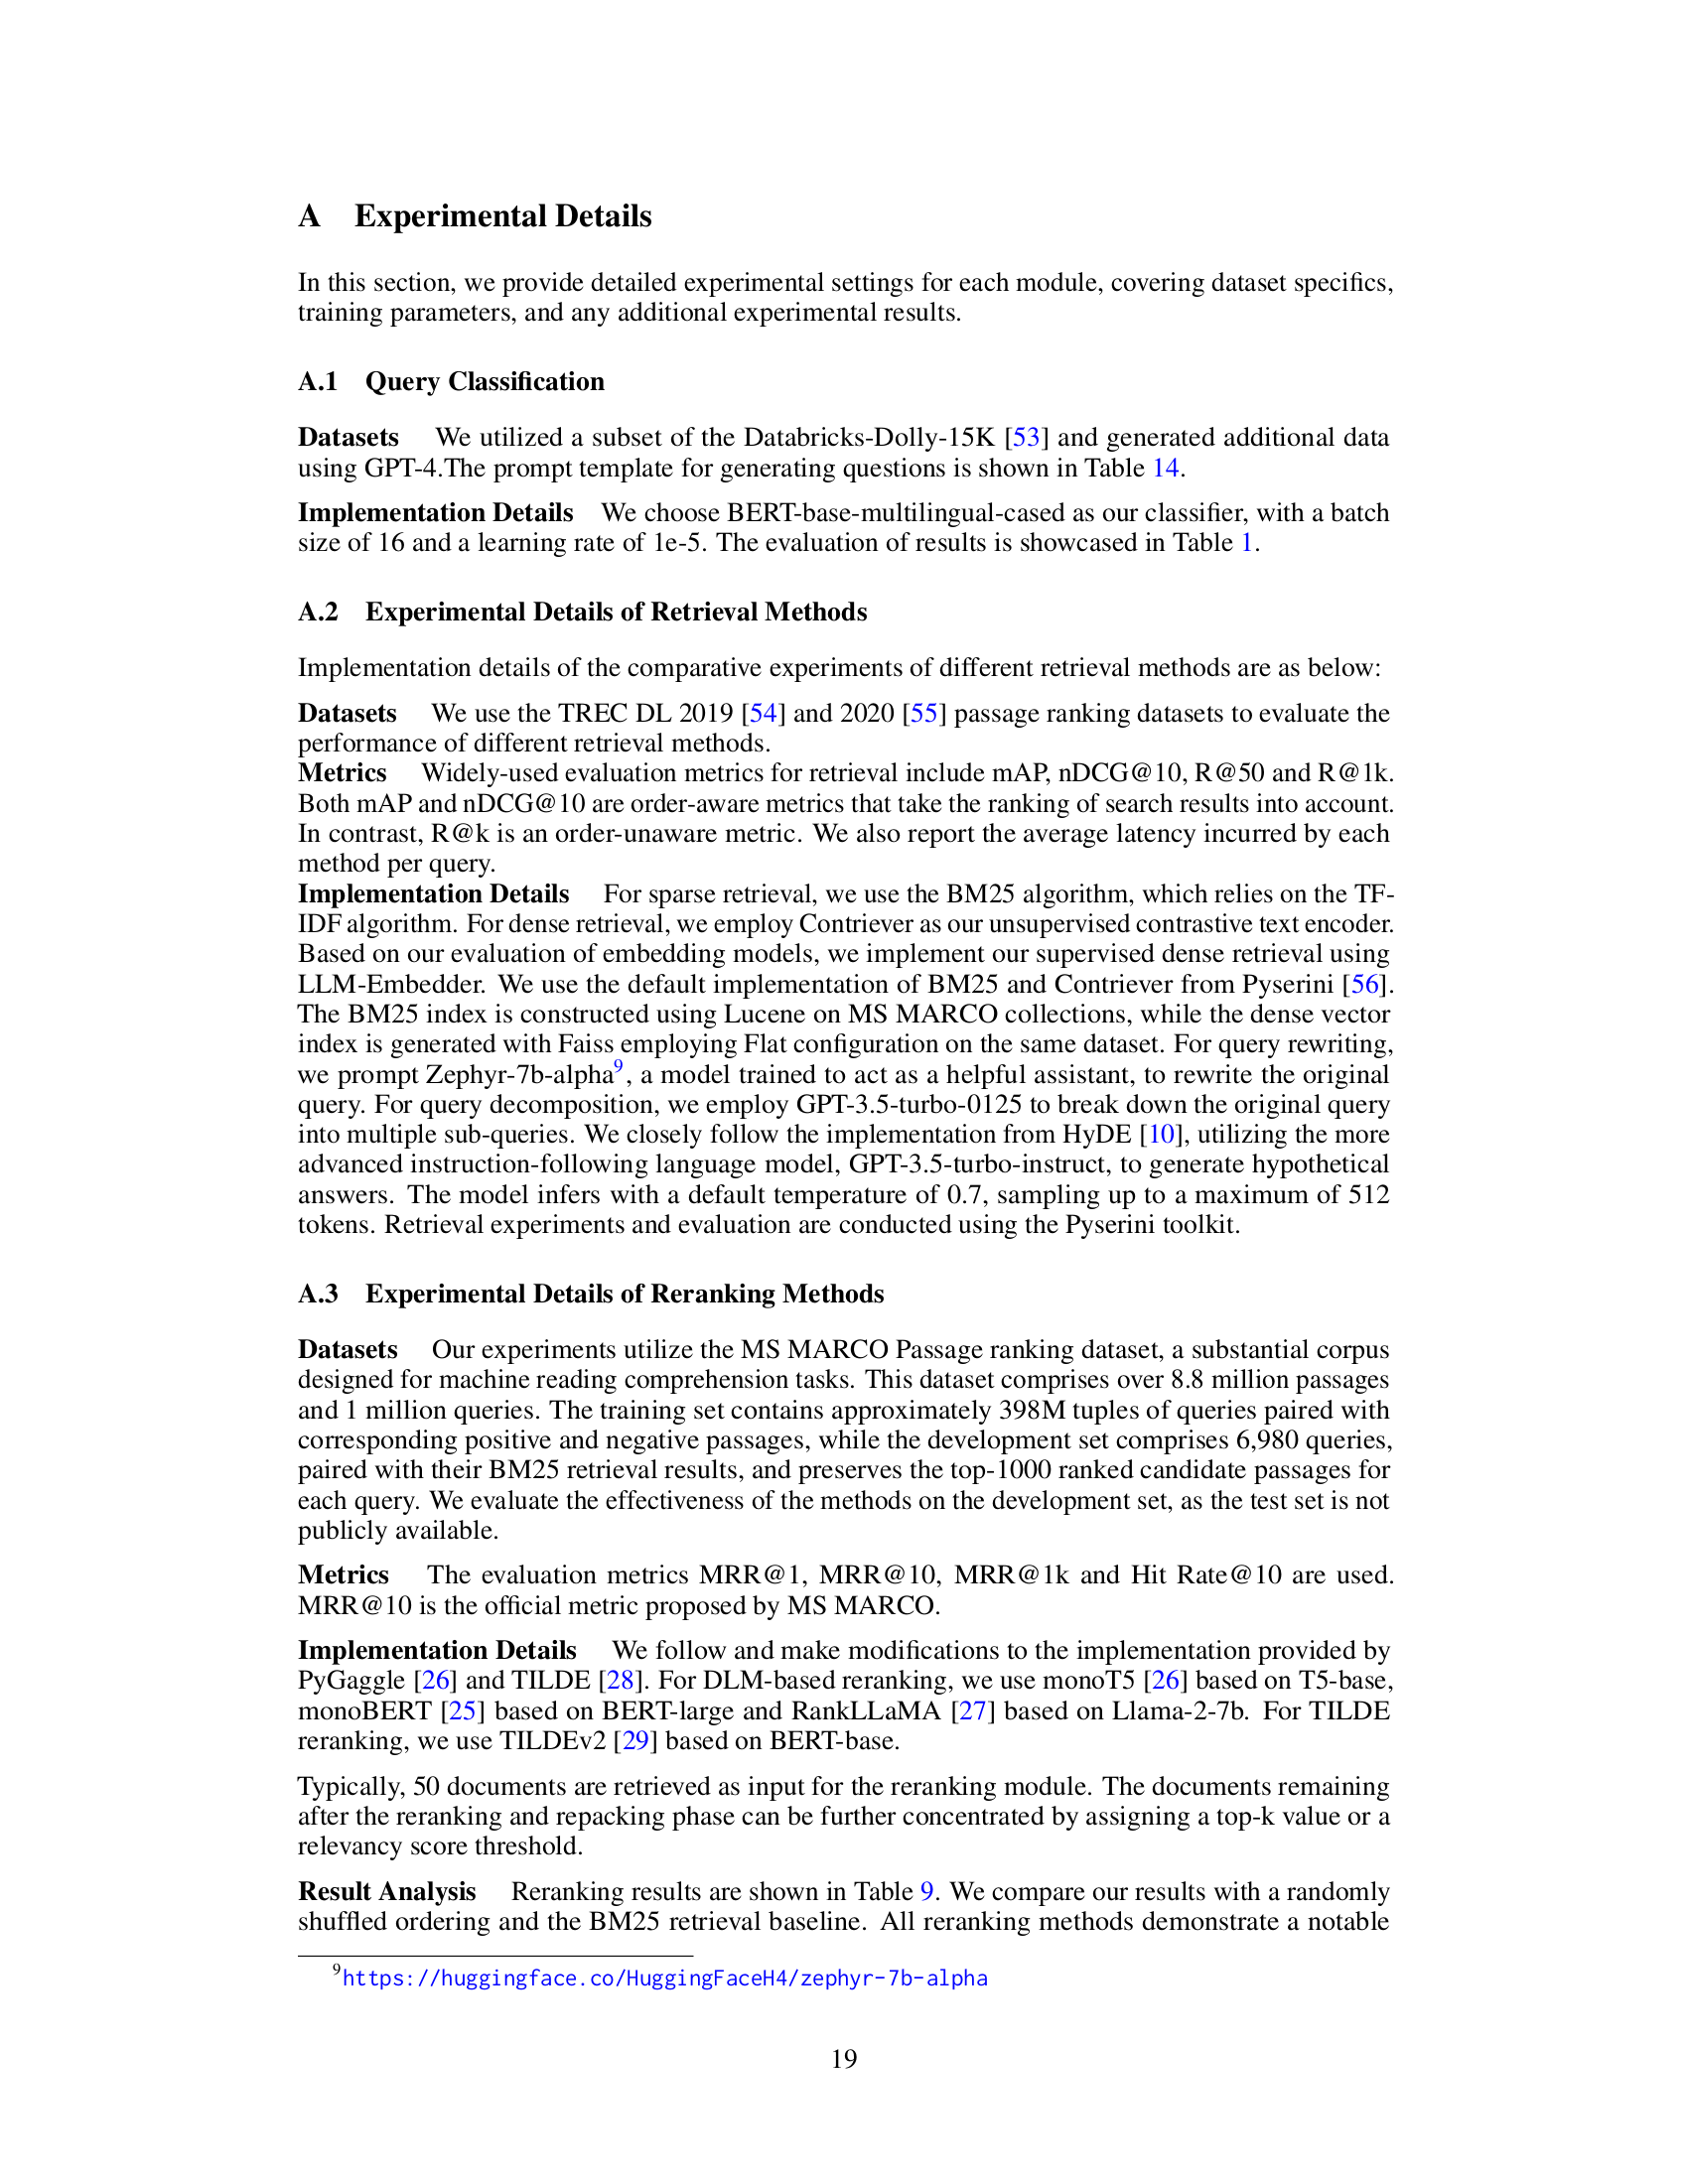 A Experimental Details
In this section, we provide detailed experimental settings for each module, covering dataset specifics,
training parameters, and any additional experimental results.
A.1 Query Classification
Datasets We utilized a subset of the Databricks-Dolly-15K [53] and generated additional data
using GPT-4.The prompt template for generating questions is shown in Table 14.
Implementation Details We choose BERT-base-multilingual-cased as our classifier, with a batch
size of 16 and a learning rate of 1e-5. The evaluation of results is showcased in Table 1.
A.2 Experimental Details of Retrieval Methods
Implementation details of the comparative experiments of different retrieval methods are as below:
Datasets We use the TREC DL 2019 [54] and 2020 [55] passage ranking datasets to evaluate the
performance of different retrieval methods.
Metrics Widely-used evaluation metrics for retrieval include mAP, nDCG@10, R@50 and R@1k.
Both mAP and nDCG@10 are order-aware metrics that take the ranking of search results into account.
In contrast, R@k is an order-unaware metric. We also report the average latency incurred by each
method per query.
Implementation Details For sparse retrieval, we use the BM25 algorithm, which relies on the TF-
IDF algorithm. For dense retrieval, we employ Contriever as our unsupervised contrastive text encoder.
Based on our evaluation of embedding models, we implement our supervised dense retrieval using
LLM-Embedder. We use the default implementation of BM25 and Contriever from Pyserini [56].
The BM25 index is constructed using Lucene on MS MARCO collections, while the dense vector
index is generated with Faiss employing Flat configuration on the same dataset. For query rewriting,
we prompt Zephyr-7b-alpha9, a model trained to act as a helpful assistant, to rewrite the original
query. For query decomposition, we employ GPT-3.5-turbo-0125 to break down the original query
into multiple sub-queries. We closely follow the implementation from HyDE [10], utilizing the more
advanced instruction-following language model, GPT-3.5-turbo-instruct, to generate hypothetical
answers. The model infers with a default temperature of 0.7, sampling up to a maximum of 512
tokens. Retrieval experiments and evaluation are conducted using the Pyserini toolkit.
A.3 Experimental Details of Reranking Methods
Datasets Our experiments utilize the MS MARCO Passage ranking dataset, a substantial corpus
designed for machine reading comprehension tasks. This dataset comprises over 8.8 million passages
and 1 million queries. The training set contains approximately 398M tuples of queries paired with
corresponding positive and negative passages, while the development set comprises 6,980 queries,
paired with their BM25 retrieval results, and preserves the top-1000 ranked candidate passages for
each query. We evaluate the effectiveness of the methods on the development set, as the test set is not
publicly available.
Metrics The evaluation metrics MRR@1, MRR@10, MRR@1k and Hit Rate@10 are used.
MRR@10 is the official metric proposed by MS MARCO.
Implementation Details We follow and make modifications to the implementation provided by
PyGaggle [26] and TILDE [28]. For DLM-based reranking, we use monoT5 [26] based on T5-base,
monoBERT [25] based on BERT-large and RankLLaMA [27] based on Llama-2-7b. For TILDE
reranking, we use TILDEv2 [29] based on BERT-base.
Typically, 50 documents are retrieved as input for the reranking module. The documents remaining
after the reranking and repacking phase can be further concentrated by assigning a top-k value or a
relevancy score threshold.
Result Analysis Reranking results are shown in Table 9. We compare our results with a randomly
shuffled ordering and the BM25 retrieval baseline. All reranking methods demonstrate a notable
9https://huggingface.co/HuggingFaceH4/zephyr-7b-alpha
19